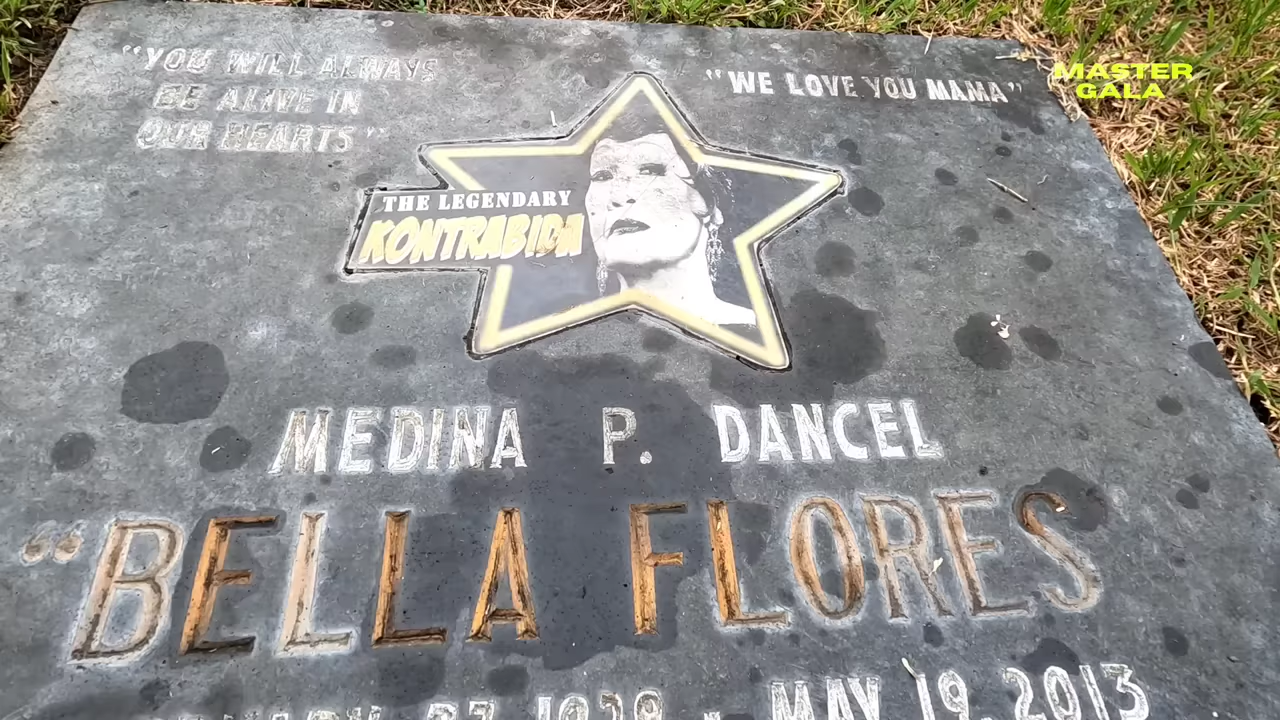 "YOU WILL ALWAYS
BE ALIVE IN
OUR HEARTS"
"WE LOVE YOU MAMA"
MASTER
GALA
THE LEGENDARY
KONTRABIDA
MEDINA P. DANCEL
"BELLA FLORES
MAY 19, 2013